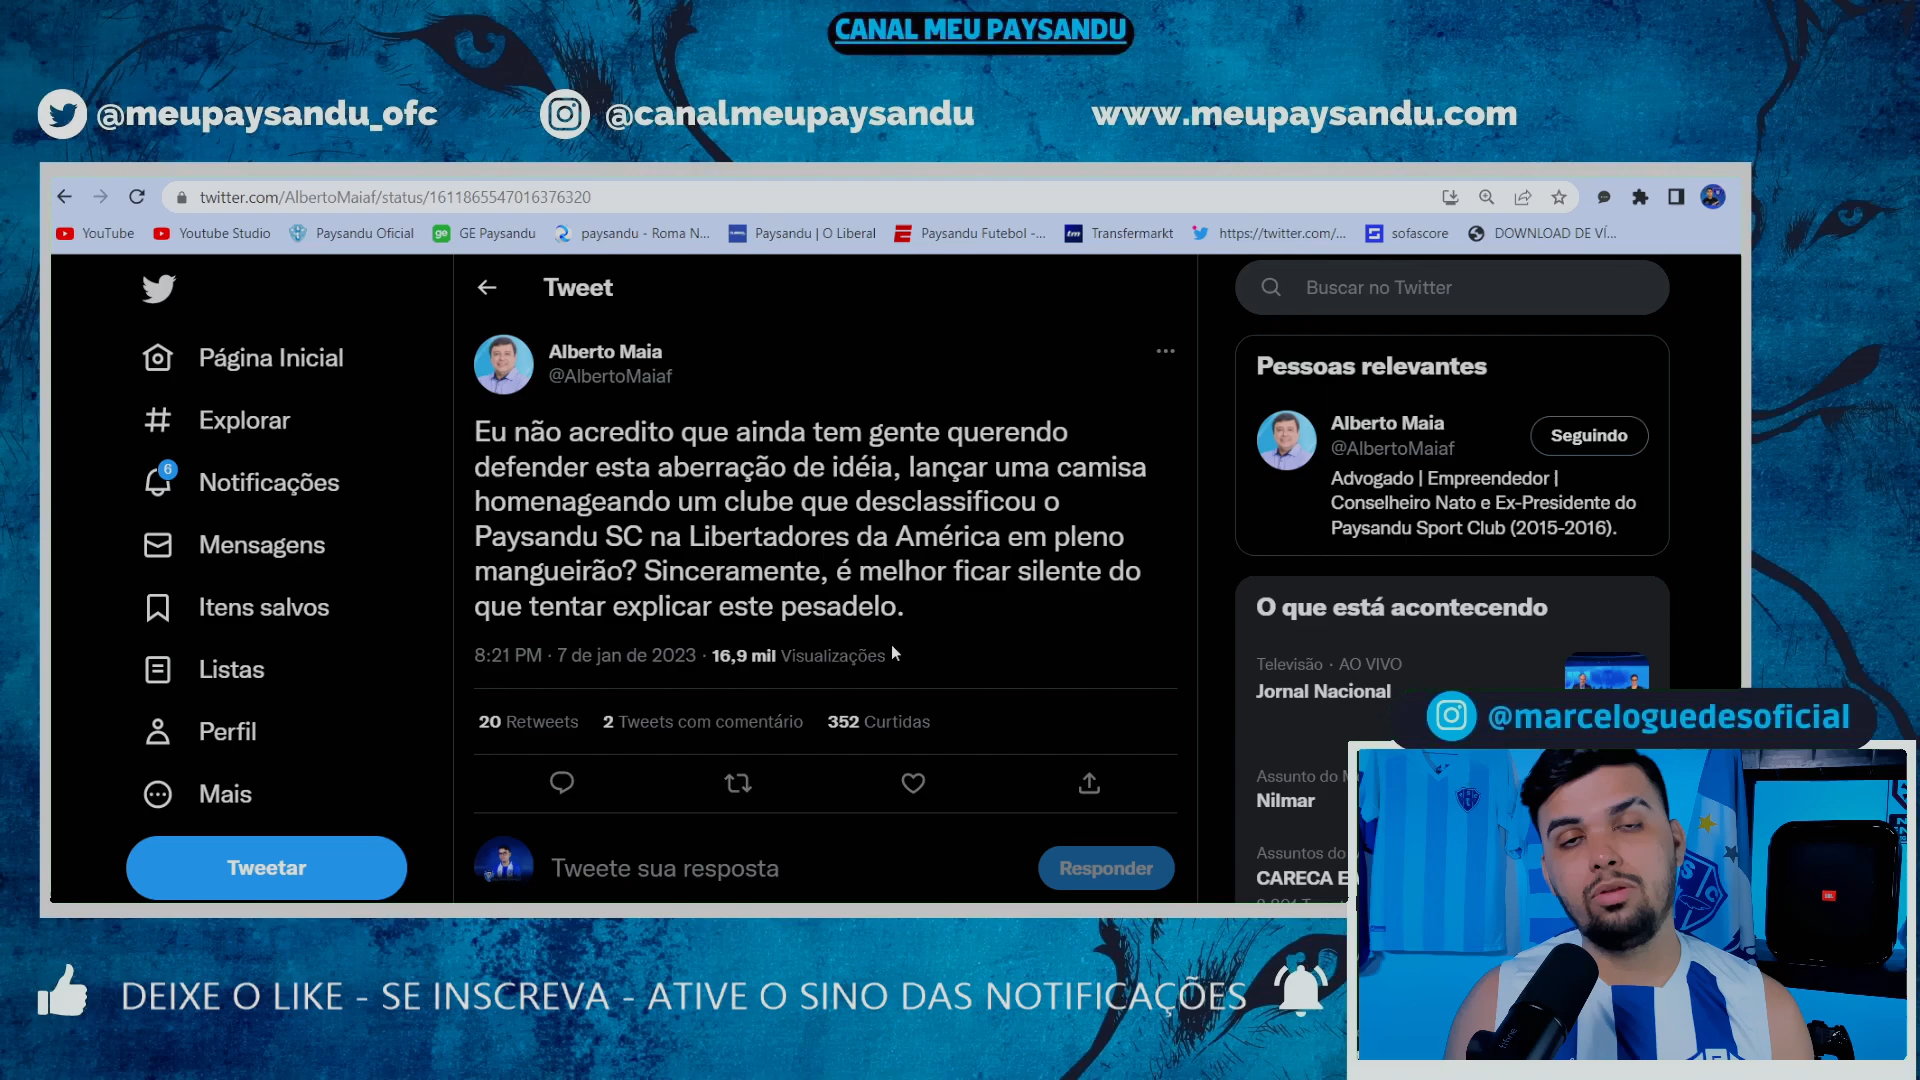 CANAL MEU PAYSANDU
@meupaysandu_ofc
@canalmeupaysandu
www.meupaysandu.com
twitter.com/AlbertoMaiaf/status/1611865547016376320
YouTube
Youtube Studio
Paysandu Oficial
GE Paysandu
paysandu - Roma N...
Paysandu | O Liberal
Paysandu Futebol -...
Transfermarkt
https://twitter.com/...
sofascore
DOWNLOAD DE VÍ...
Página Inicial
Explorar
6
Notificações
Mensagens
Itens salvos
Listas
Perfil
Mais
Tweetar
Tweet
Alberto Maia
@AlbertoMaiaf
Eu não acredito que ainda tem gente querendo
defender esta aberração de idéia, lançar uma camisa
homenageando um clube que desclassificou o
Paysandu SC na Libertadores da América em pleno
mangueirão? Sinceramente, é melhor ficar silente do
que tentar explicar este pesadelo.
8:21 PM · 7 de jan de 2023 · 16,9 mil Visualizações
20 Retweets 2 Tweets com comentário 352 Curtidas
Tweete sua resposta
Responder
Buscar no Twitter
Pessoas relevantes
Alberto Maia
@AlbertoMaiaf
Seguindo
Advogado | Empreendedor |
Conselheiro Nato e Ex-Presidente do
Paysandu Sport Club (2015-2016).
O que está acontecendo
Televisão · AO VIVO
Jornal Nacional
Assunto do
Nilmar
Assuntos do
CARECA E
@marceloguedesoficial
JBL
DEIXE O LIKE - SE INSCREVA - ATIVE O SINO DAS NOTIFICAÇÕES